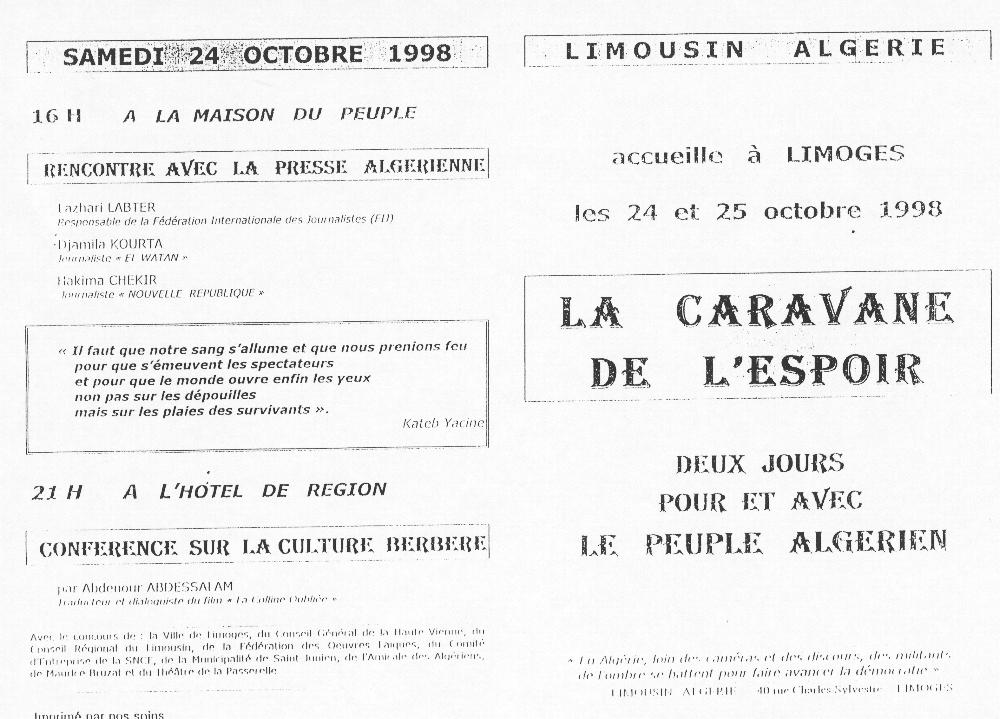 SAMEDI 24 OCTOBRE 1998
16 H A LA MAISON DU PEUPLE
RENCONTRE AVEC LA PRESSE ALGERIENNE
Lazhari LABTER
Responsable de la Fédération Internationale des Journalistes (FIJ)
Djamila KOURTA
Journaliste « EL WATAN »
Hakima CHEKIR
Journaliste « NOUVELLE REPUBLIQUE »
« Il faut que notre sang s'allume et que nous prenions feu
pour que s'émeuvent les spectateurs
et pour que le monde ouvre enfin les yeux
non pas sur les dépouilles
mais sur les plaies des survivants ».
Kateb Yacine
21 H A L'HOTEL DE REGION
CONFERENCE SUR LA CULTURE BERBERE
par Abdenour ABDESSALAM
Traducteur et dialoguiste du film « La Colline Oubliée »
Avec le concours de : la Ville de Limoges, du Conseil Général de la Haute Vienne, du
Conseil Régional du Limousin, de la Fédération des Oeuvres Laïques, du Comité
d'Entreprise de la SNCF, de la Municipalité de Saint Junien, de l'Amicale des Algériens,
de Maurice Bruzat et du Théâtre de la Passerelle.
Imprimé par nos soins
LIMOUSIN ALGERIE
accueille à LIMOGES
les 24 et 25 octobre 1998
LA CARAVANE
DE L'ESPOIR
DEUX JOURS
POUR ET AVEC
LE PEUPLE ALGERIEN
« En Algérie, loin des caméras et des discours, des militants
de l'ombre se battent pour faire avancer la démocratie »
LIMOUSIN ALGERIE 40 rue Charles Sylvestre LIMOGES